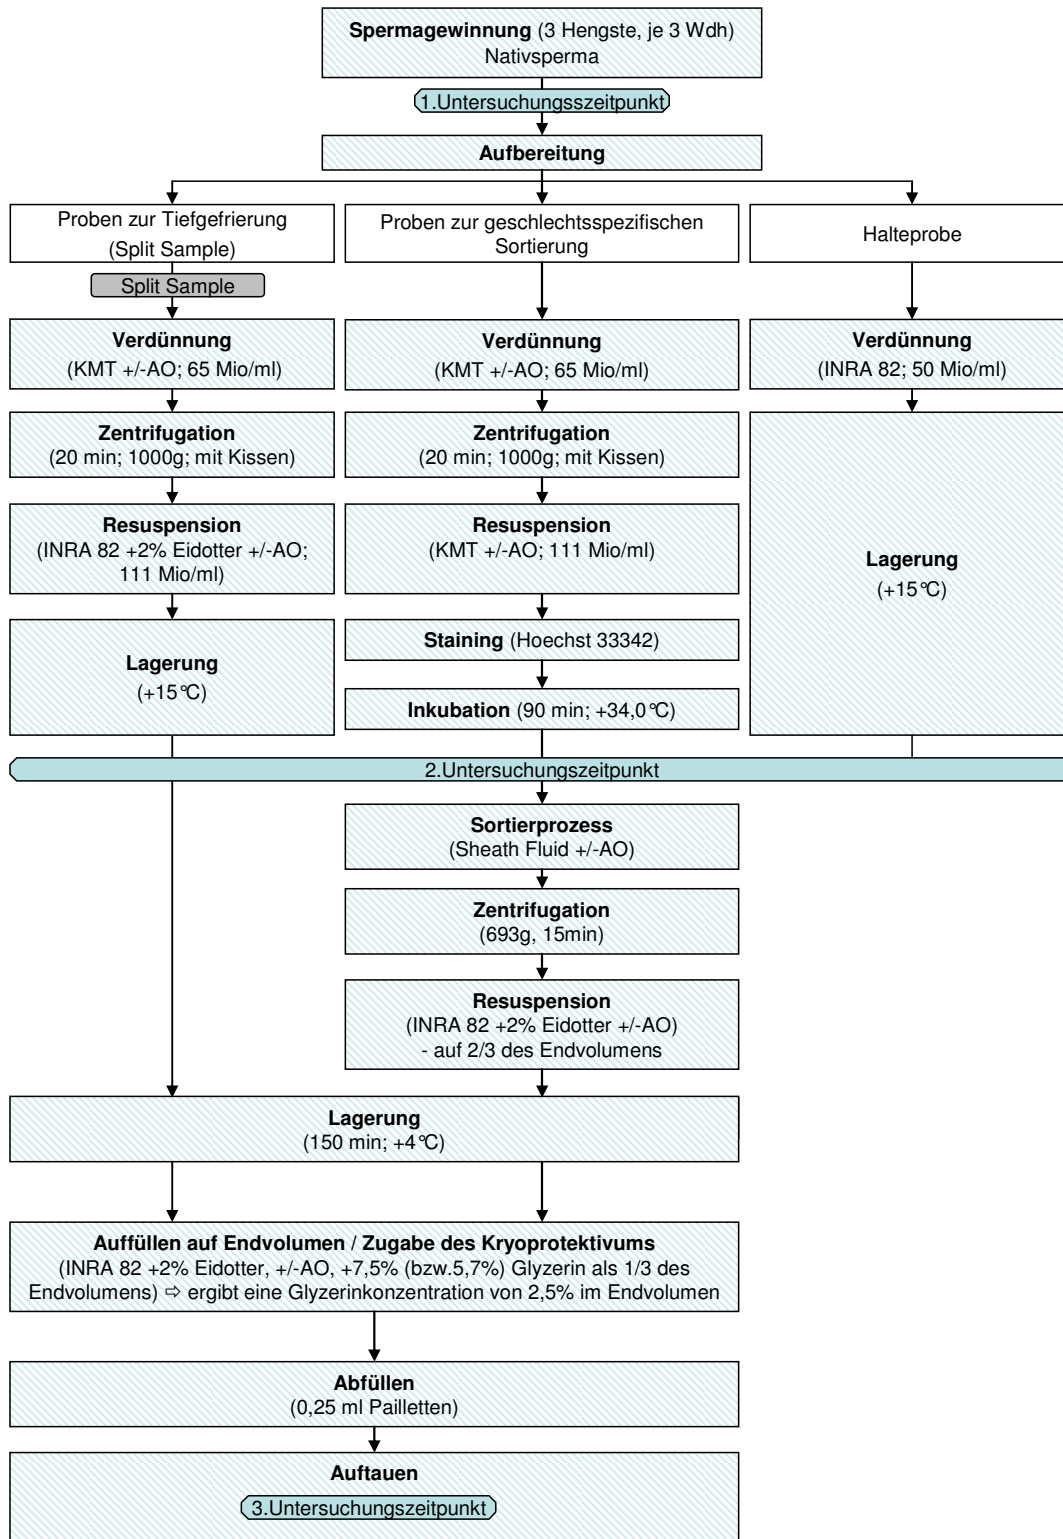 Spermagewinnung (3 Hengste, je 3 Wdh)
Nativsperma
1.Untersuchungsszeitpunkt
Aufbereitung
Proben zur Tiefgefrierung
(Split Sample)
Proben zur geschlechtsspezifischen
Sortierung
Halteprobe
Split Sample
Verdünnung
(KMT +/-AO; 65 Mio/ml)
Verdünnung
(KMT +/-AO; 65 Mio/ml)
Verdünnung
(INRA 82; 50 Mio/ml)
Zentrifugation
(20 min; 1000g; mit Kissen)
Zentrifugation
(20 min; 1000g; mit Kissen)
Resuspension
(INRA 82 +2% Eidotter +/-AO;
111 Mio/ml)
Resuspension
(KMT +/-AO; 111 Mio/ml)
Lagerung
(+15°C)
Staining (Hoechst 33342)
Lagerung
(+15°C)
Inkubation (90 min; +34,0°C)
2.Untersuchungszeitpunkt
Sortierprozess
(Sheath Fluid +/-AO)
Zentrifugation
(693g, 15min)
Resuspension
(INRA 82 +2% Eidotter +/-AO)
- auf 2/3 des Endvolumens
Lagerung
(150 min; +4°C)
Auffüllen auf Endvolumen / Zugabe des Kryoprotektivums
(INRA 82 +2% Eidotter, +/-AO, +7,5% (bzw.5,7%) Glyzerin als 1/3 des
Endvolumens) ⇨ ergibt eine Glyzerinkonzentration von 2,5% im Endvolumen
Abfüllen
(0,25 ml Pailletten)
Auftauen
3.Untersuchungszeitpunkt